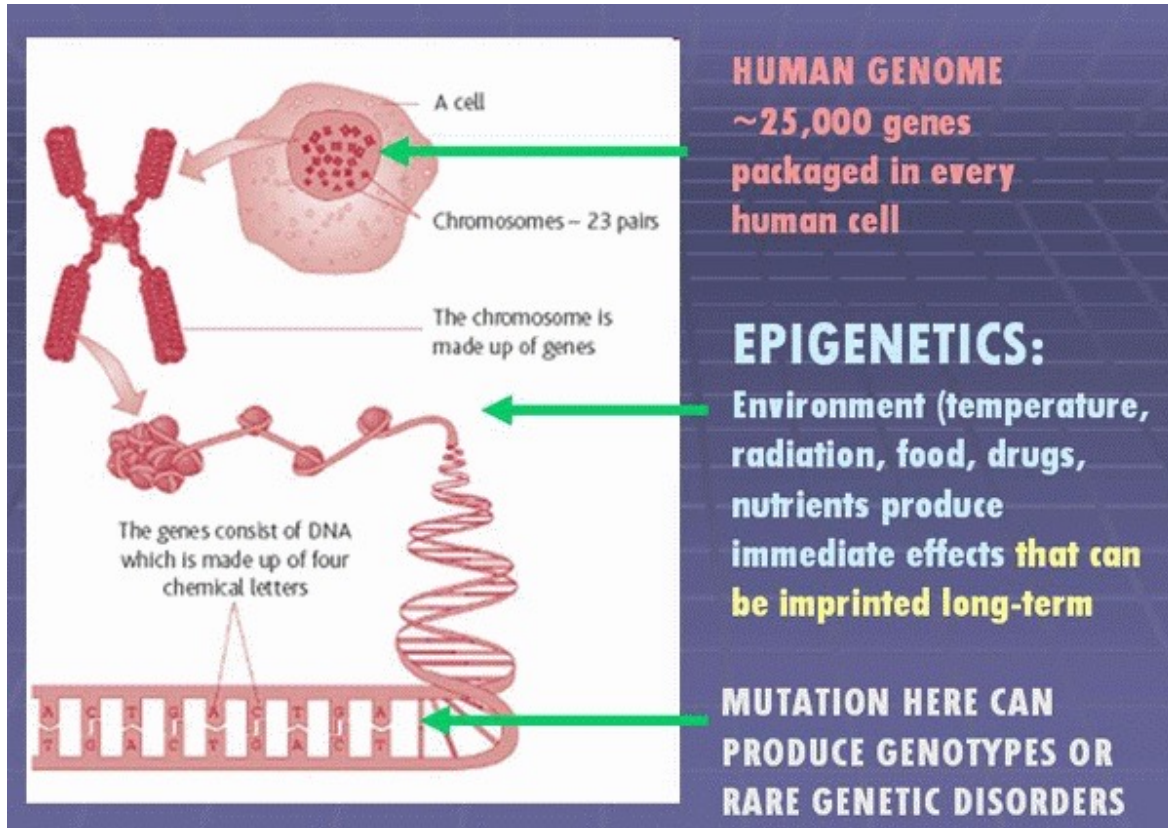 A cell
Chromosomes – 23 pairs
The chromosome is
made up of genes
The genes consist of DNA
which is made up of four
chemical letters
A C T G A C T G A
T G A C T G A C T
HUMAN GENOME
~25,000 genes
packaged in every
human cell
EPIGENETICS:
Environment (temperature,
radiation, food, drugs,
nutrients produce
immediate effects that can
be imprinted long-term
MUTATION HERE CAN
PRODUCE GENOTYPES OR
RARE GENETIC DISORDERS